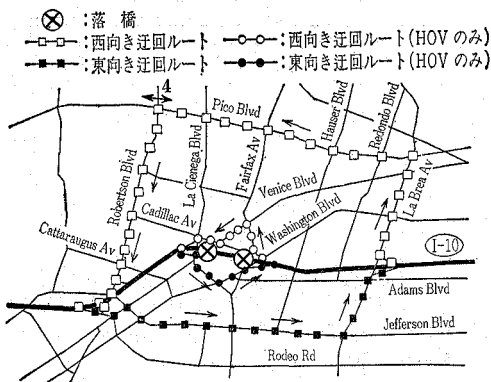 :落橋
:西向き迂回ルート
:西向き迂回ルート(HOVのみ)
:東向き迂回ルート
:東向き迂回ルート(HOVのみ)
4
Pico Blvd
Hauser Blvd
Redondo Blvd
La Cienega Blvd
Fairfax Av
Robertson Blvd
Venice Blvd
La Brea Av
Cadillac Av
Washington Blvd
Cattaraugus Av
I-10
Adams Blvd
Jefferson Blvd
Rodeo Rd